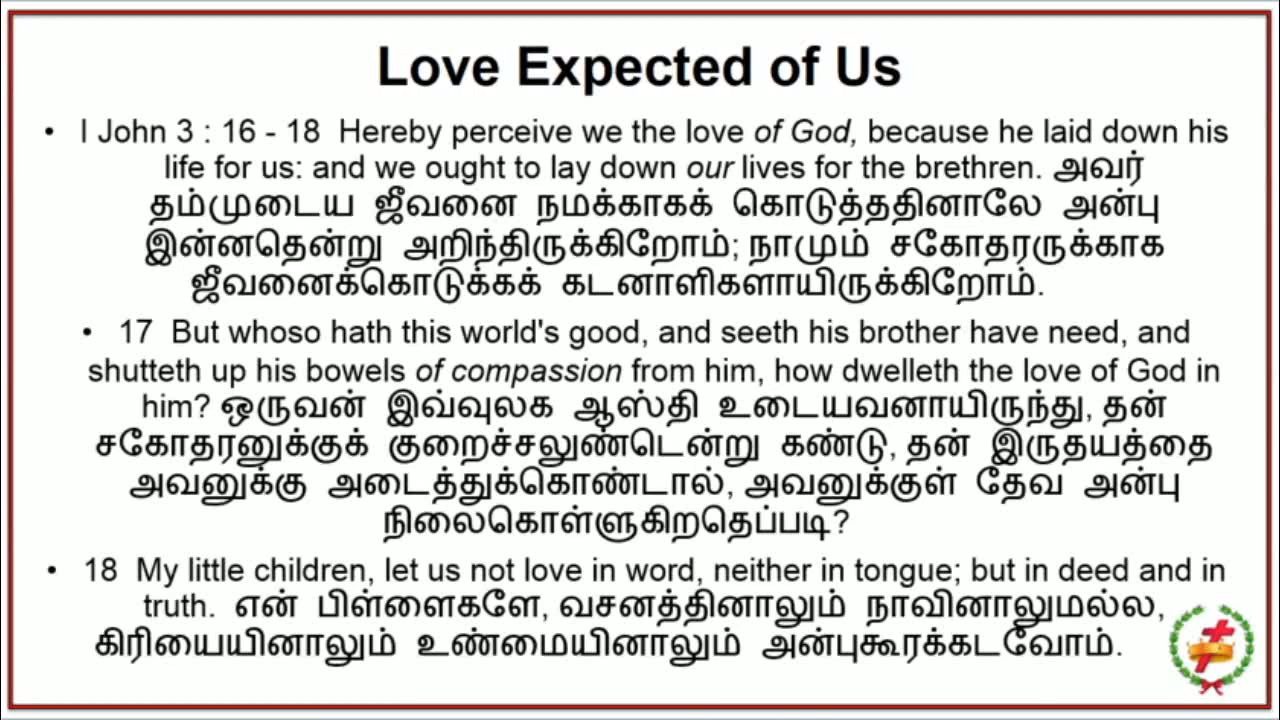 Love Expected of Us
• I John 3 : 16 - 18 Hereby perceive we the love of God, because he laid down his
life for us: and we ought to lay down our lives for the brethren. அவர்
தம்முடைய ஜீவனை நமக்காகக் கொடுத்ததினாலே அன்பு
இன்னதென்று அறிந்திருக்கிறோம்; நாமும் சகோதரருக்காக
ஜீவனைக்கொடுக்கக் கடனாளிகளாயிருக்கிறோம்.
• 17 But whoso hath this world's good, and seeth his brother have need, and
shutteth up his bowels of compassion from him, how dwelleth the love of God in
him? ஒருவன் இவ்வுலக ஆஸ்தி உடையவனாயிருந்து, தன்
சகோதரனுக்குக் குறைச்சலுண்டென்று கண்டு, தன் இருதயத்தை
அவனுக்கு அடைத்துக்கொண்டால், அவனுக்குள் தேவ அன்பு
நிலைகொள்ளுகிறதெப்படி?
• 18 My little children, let us not love in word, neither in tongue; but in deed and in
truth. என் பிள்ளைகளே, வசனத்தினாலும் நாவினாலுமல்ல,
கிரியையினாலும் உண்மையினாலும் அன்புகூரக்கடவோம்.